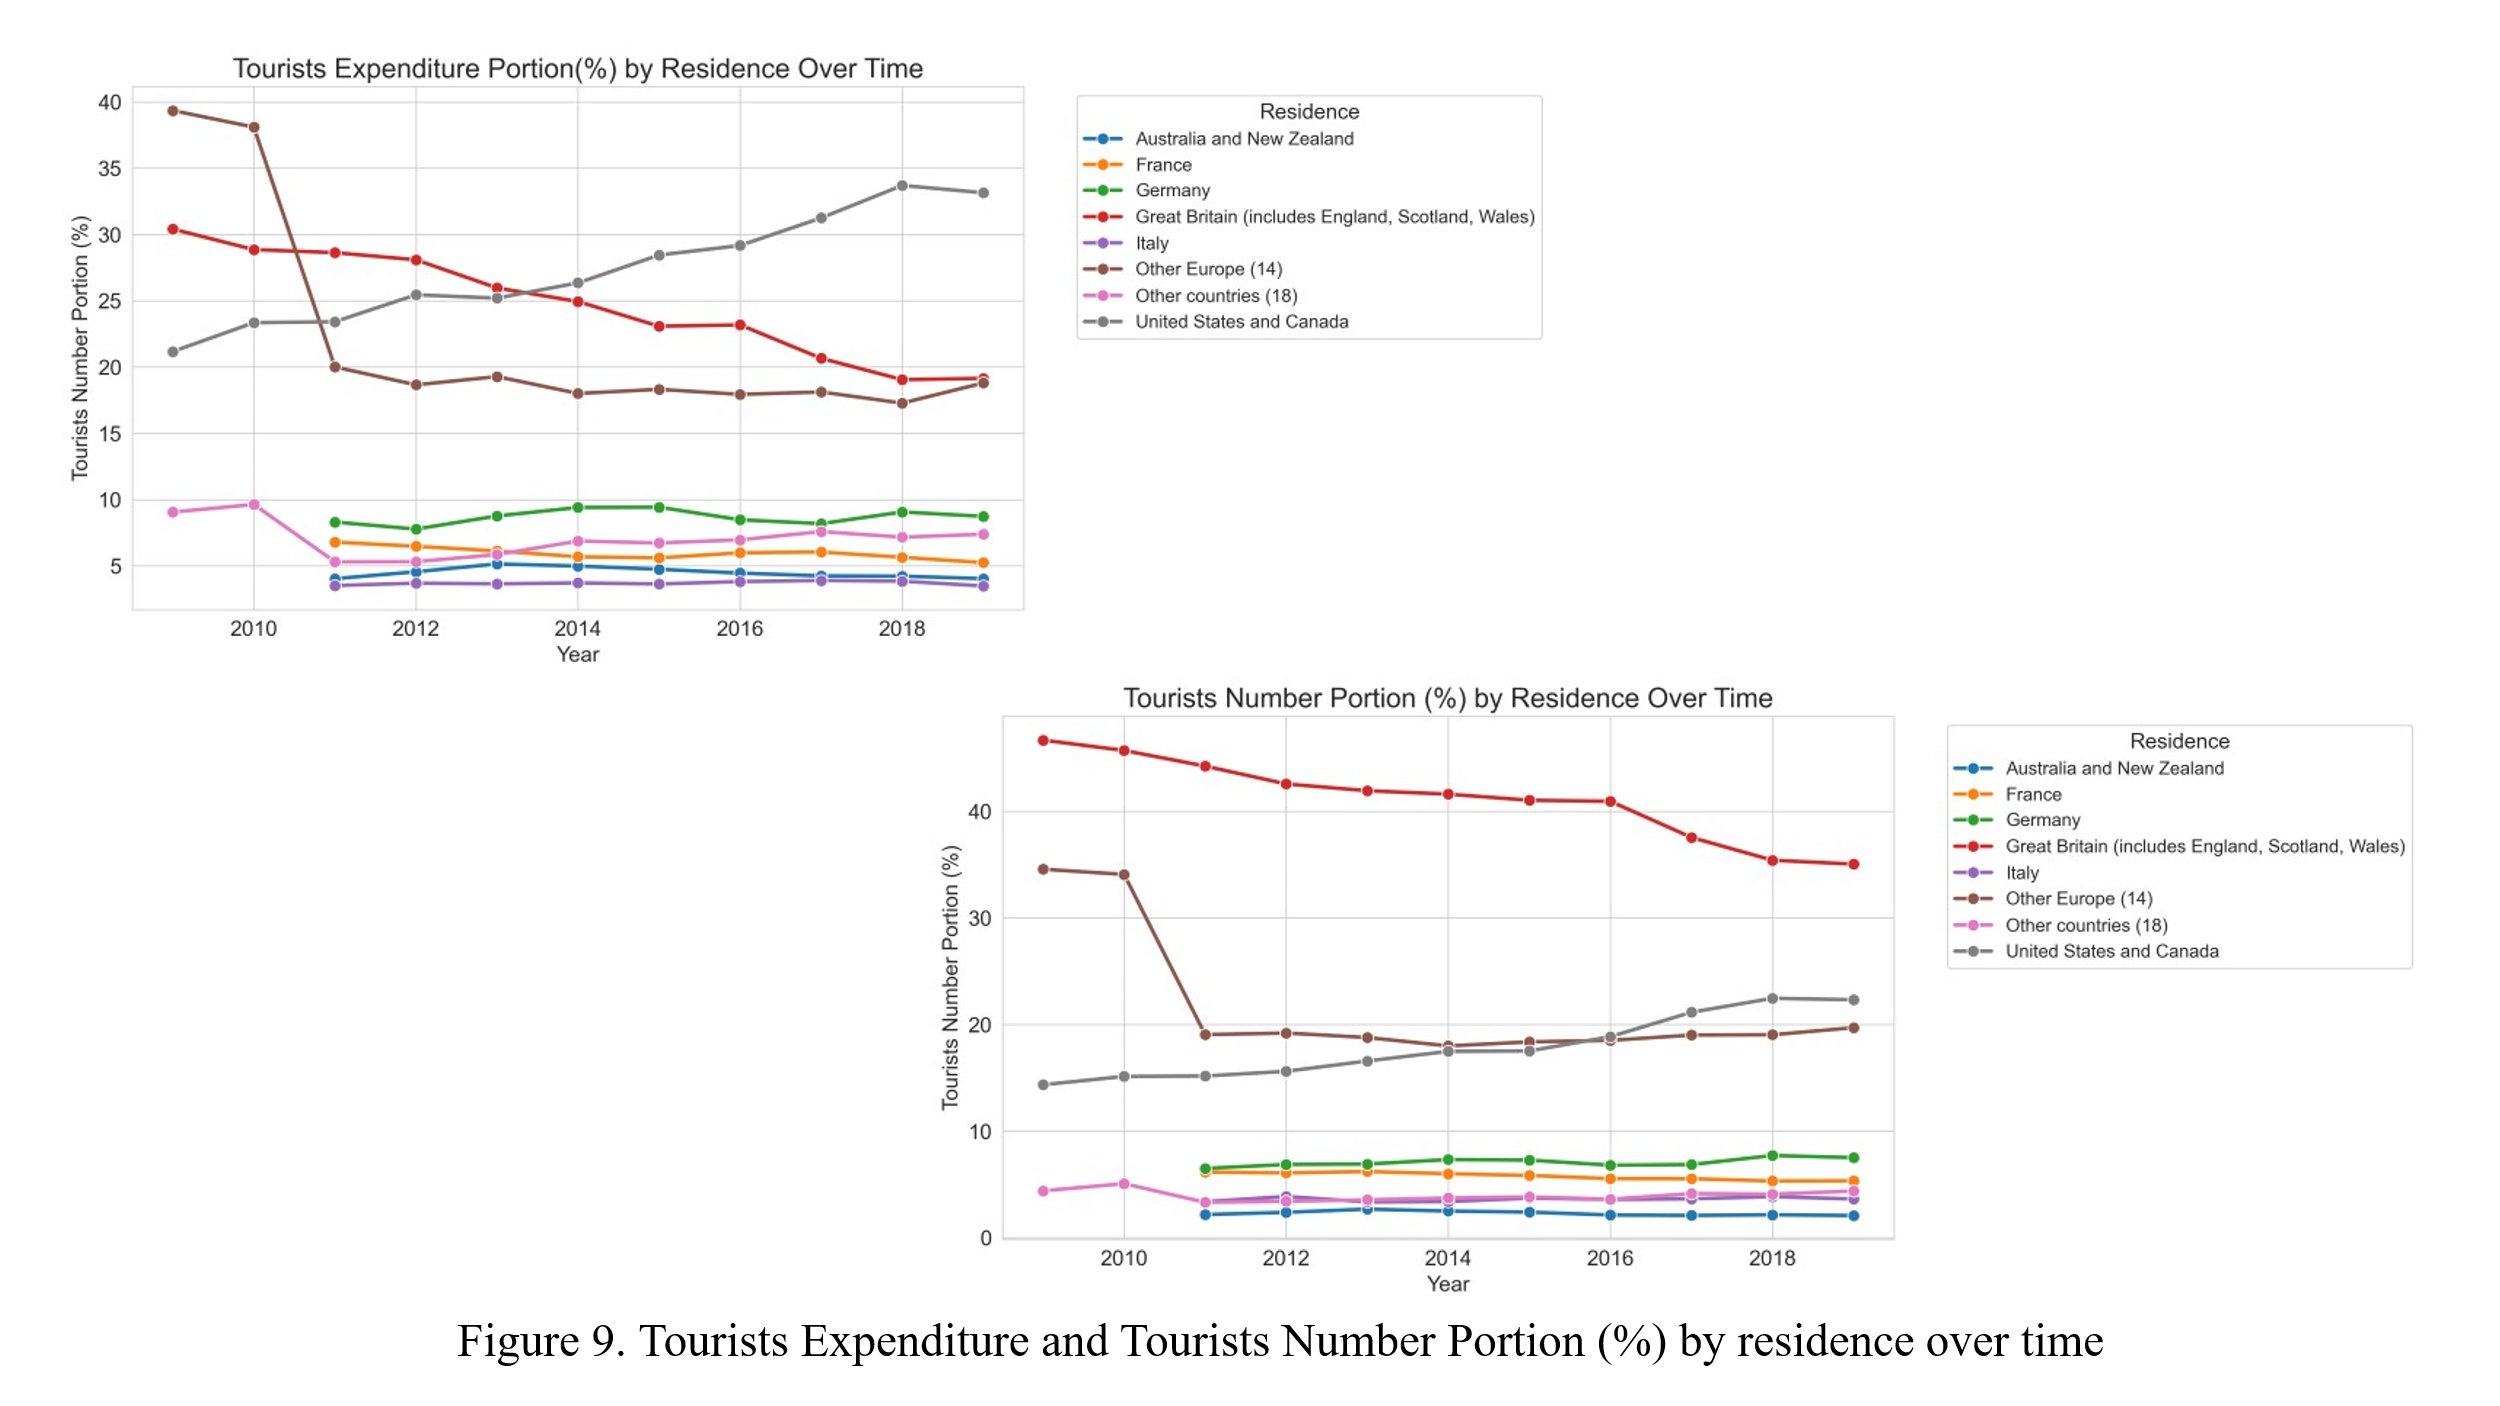 Tourists Expenditure Portion(%) by Residence Over Time
Tourists Number Portion (%)
40
35
30
25
20
15
10
5
2010 2012 2014 2016 2018
Year
Residence
Australia and New Zealand
France
Germany
Great Britain (includes England, Scotland, Wales)
Italy
Other Europe (14)
Other countries (18)
United States and Canada
Tourists Number Portion (%) by Residence Over Time
Tourists Number Portion (%)
40
30
20
10
0
2010 2012 2014 2016 2018
Year
Residence
Australia and New Zealand
France
Germany
Great Britain (includes England, Scotland, Wales)
Italy
Other Europe (14)
Other countries (18)
United States and Canada
Figure 9. Tourists Expenditure and Tourists Number Portion (%) by residence over time